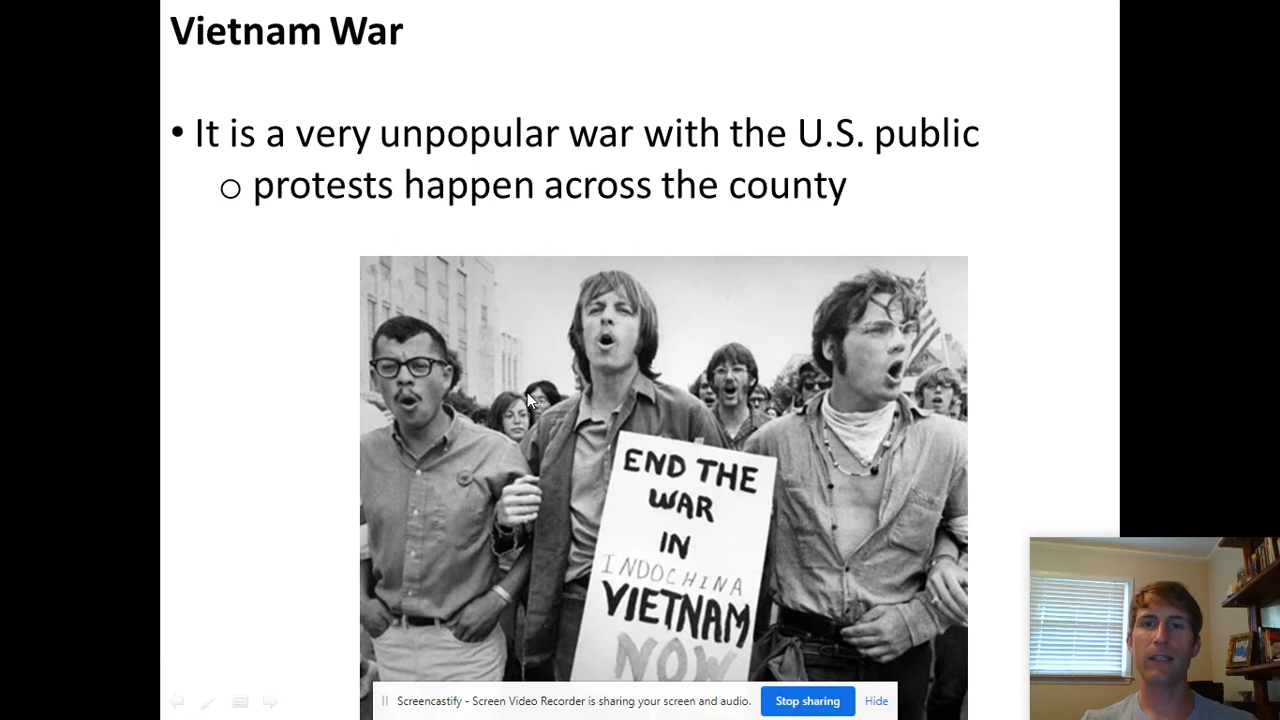 Vietnam War
• It is a very unpopular war with the U.S. public
o protests happen across the county
END THE
WAR
IN
INDOCHINA
VIETNAM
NOW
Screencastify - Screen Video Recorder is sharing your screen and audio.
Stop sharing
Hide